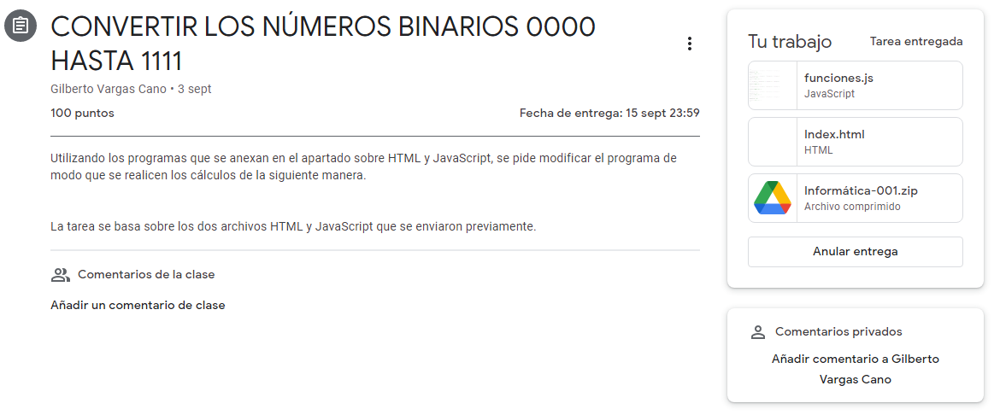 CONVERTIR LOS NÚMEROS BINARIOS 0000
HASTA 1111
Gilberto Vargas Cano • 3 sept
100 puntos
Fecha de entrega: 15 sept 23:59
Utilizando los programas que se anexan en el apartado sobre HTML y JavaScript, se pide modificar el programa de
modo que se realicen los cálculos de la siguiente manera.
La tarea se basa sobre los dos archivos HTML y JavaScript que se enviaron previamente.
Comentarios de la clase
Añadir un comentario de clase
Tu trabajo
Tarea entregada
funciones.js
JavaScript
Index.html
HTML
Informática-001.zip
Archivo comprimido
Anular entrega
Comentarios privados
Añadir comentario a Gilberto
Vargas Cano